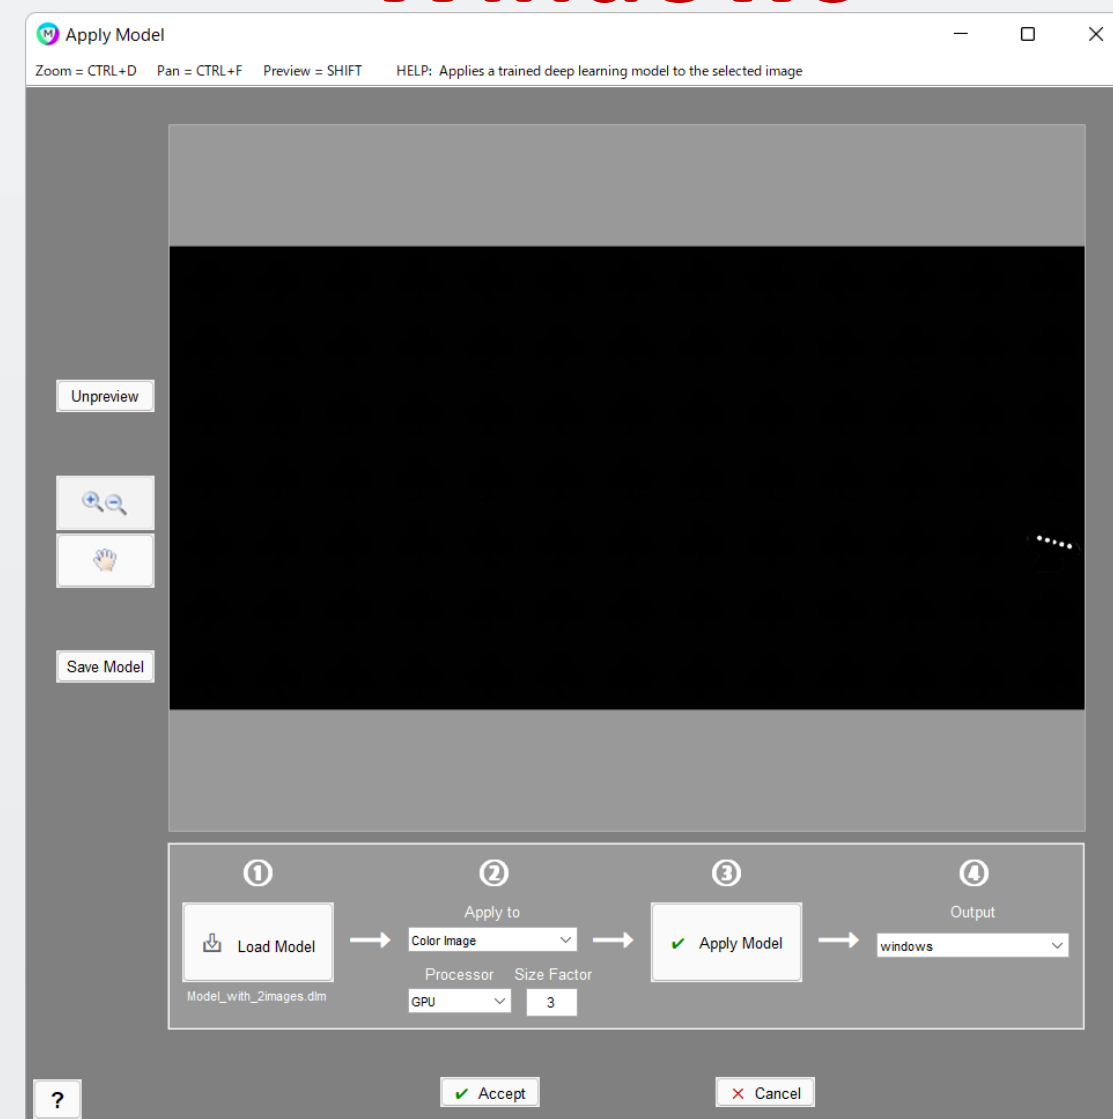 Apply Model
Zoom = CTRL+D Pan = CTRL+F Preview = SHIFT HELP: Applies a trained deep learning model to the selected image
Unpreview
Save Model
① ② ③ ④
Apply to Output
Load Model Color Image Apply Model windows
Processor Size Factor
Model_with_2images.dlm GPU 3
? Accept Cancel